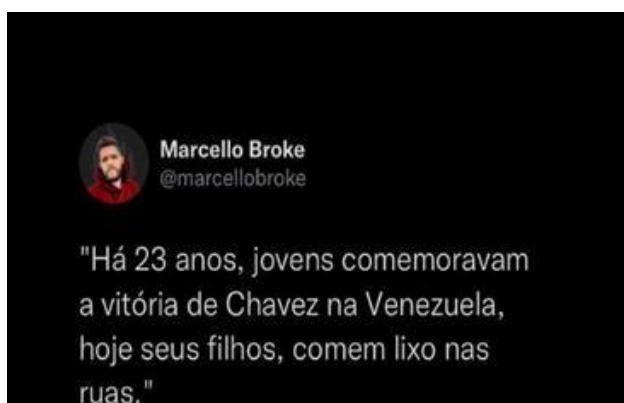 Marcello Broke
@marcellobroke
"Há 23 anos, jovens comemoravam
a vitória de Chavez na Venezuela,
hoje seus filhos, comem lixo nas
ruas."